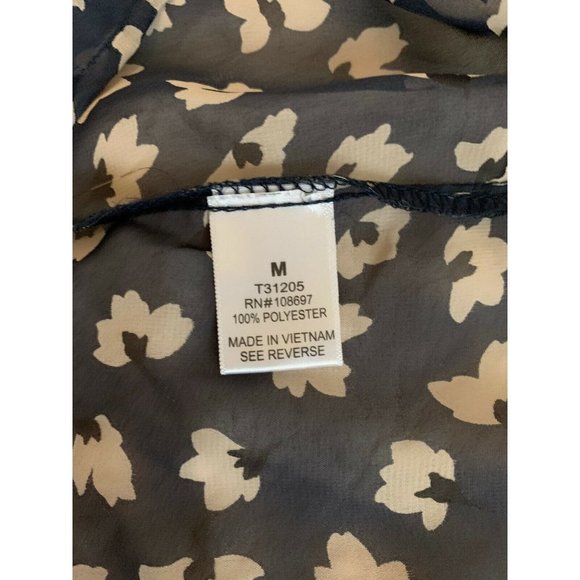 M
T31205
RN#108697
100% POLYESTER
MADE IN VIETNAM
SEE REVERSE